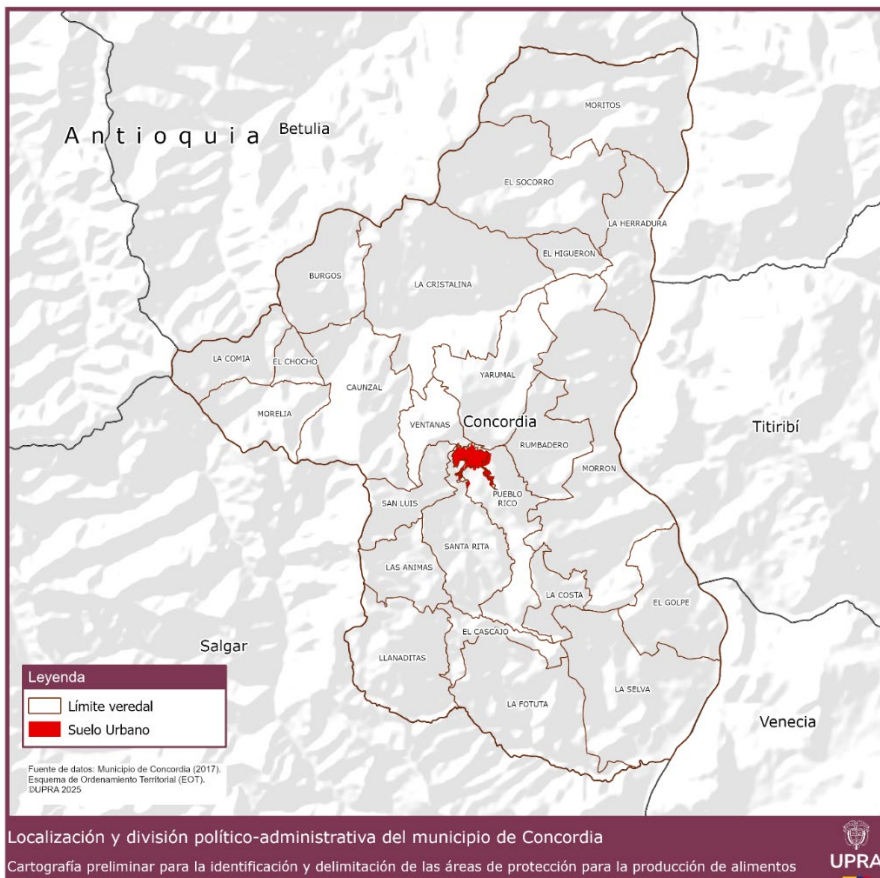 MORITOS
Antioquia
Betulia
EL SOCORRO
LA HERRADURA
EL HIGUERON
BURGOS
LA CRISTALINA
LA COMIA
EL CHOCHO
YARUMAL
CAUNZAL
MORELIA
VENTANAS
Concordia
Titiribí
RUMBADERO
MORRON
PUEBLO
RICO
SAN LUIS
SANTA RITA
LAS ANIMAS
LA COSTA
EL GOLPE
EL CASCAJO
Salgar
LLANADITAS
LA SELVA
LA FOTUTA
Venecia
Leyenda
Límite veredal
Suelo Urbano
Fuente de datos: Municipio de Concordia (2017).
Esquema de Ordenamiento Territorial (EOT).
©UPRA 2025
Localización y división político-administrativa del municipio de Concordia
Cartografía preliminar para la identificación y delimitación de las áreas de protección para la producción de alimentos
UPRA